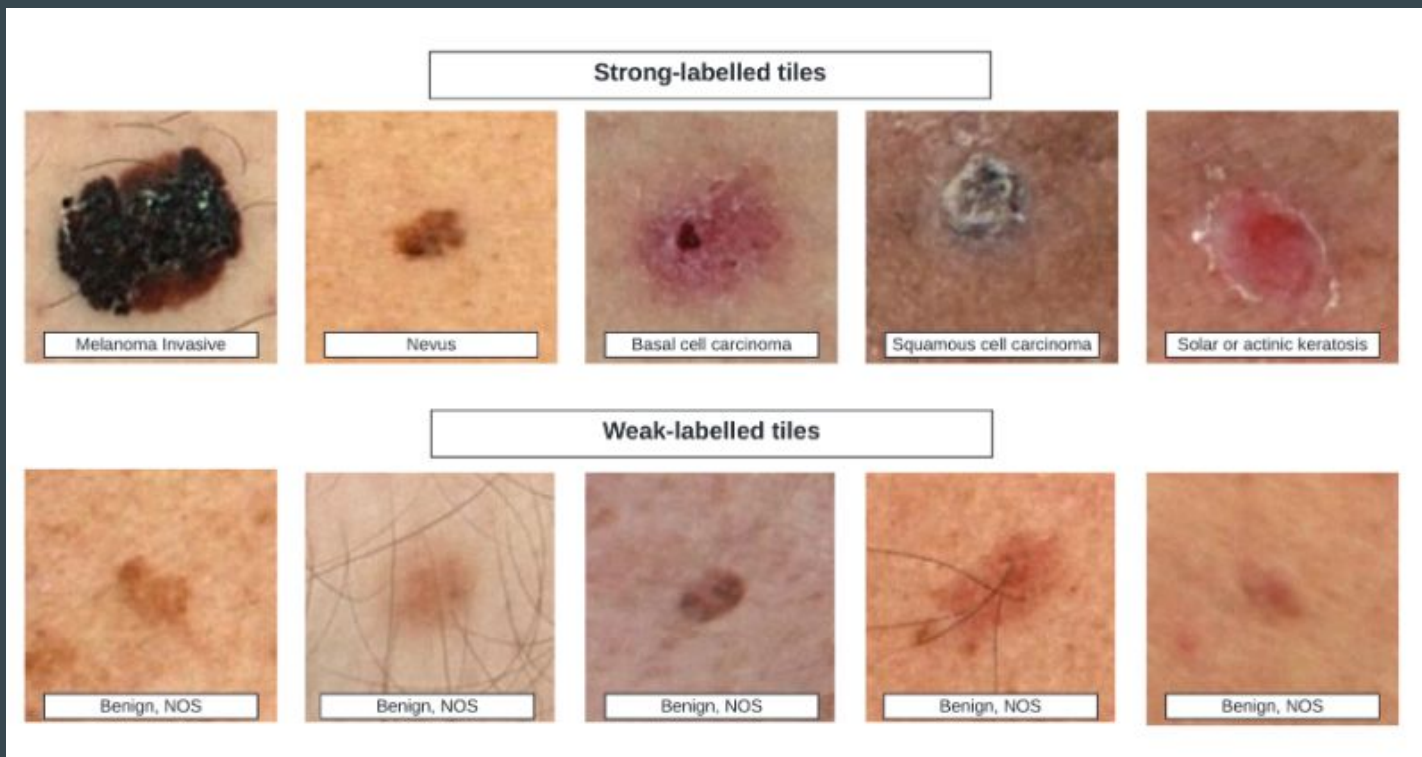 Strong-labelled tiles
Melanoma Invasive
Nevus
Basal cell carcinoma
Squamous cell carcinoma
Solar or actinic keratosis
Weak-labelled tiles
Benign, NOS
Benign, NOS
Benign, NOS
Benign, NOS
Benign, NOS